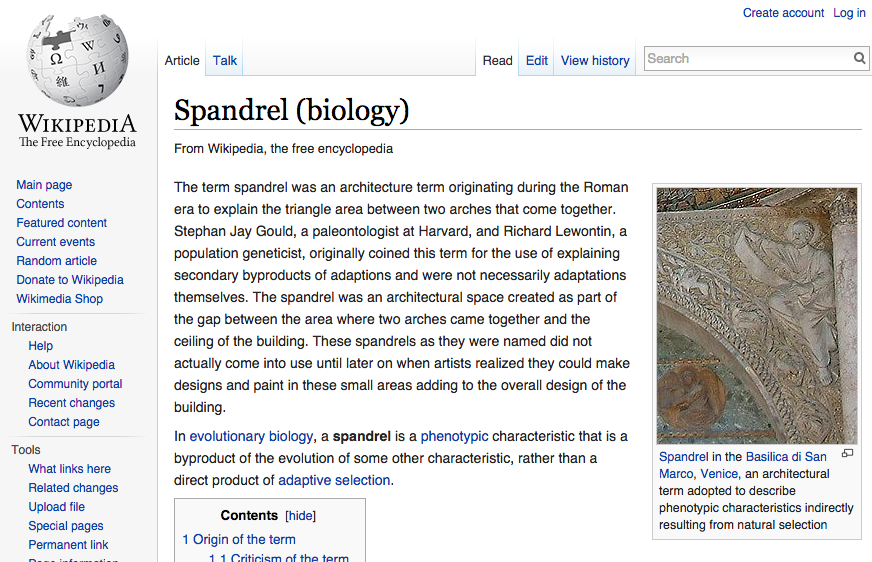 Create account Log in
Article Talk Read Edit View history Search
Ω W И 維
WIKIPEDIA
The Free Encyclopedia
Main page
Contents
Featured content
Current events
Random article
Donate to Wikipedia
Wikimedia Shop
Interaction
Help
About Wikipedia
Community portal
Recent changes
Contact page
Tools
What links here
Related changes
Upload file
Special pages
Permanent link
Page information
Spandrel (biology)
From Wikipedia, the free encyclopedia
The term spandrel was an architecture term originating during the Roman
era to explain the triangle area between two arches that come together.
Stephan Jay Gould, a paleontologist at Harvard, and Richard Lewontin, a
population geneticist, originally coined this term for the use of explaining
secondary byproducts of adaptions and were not necessarily adaptations
themselves. The spandrel was an architectural space created as part of
the gap between the area where two arches came together and the
ceiling of the building. These spandrels as they were named did not
actually come into use until later on when artists realized they could make
designs and paint in these small areas adding to the overall design of the
building.
In evolutionary biology, a spandrel is a phenotypic characteristic that is a
byproduct of the evolution of some other characteristic, rather than a
direct product of adaptive selection.
Contents [hide]
1 Origin of the term
1.1 Criticism of the term
Spandrel in the Basilica di San
Marco, Venice, an architectural
term adopted to describe
phenotypic characteristics indirectly
resulting from natural selection